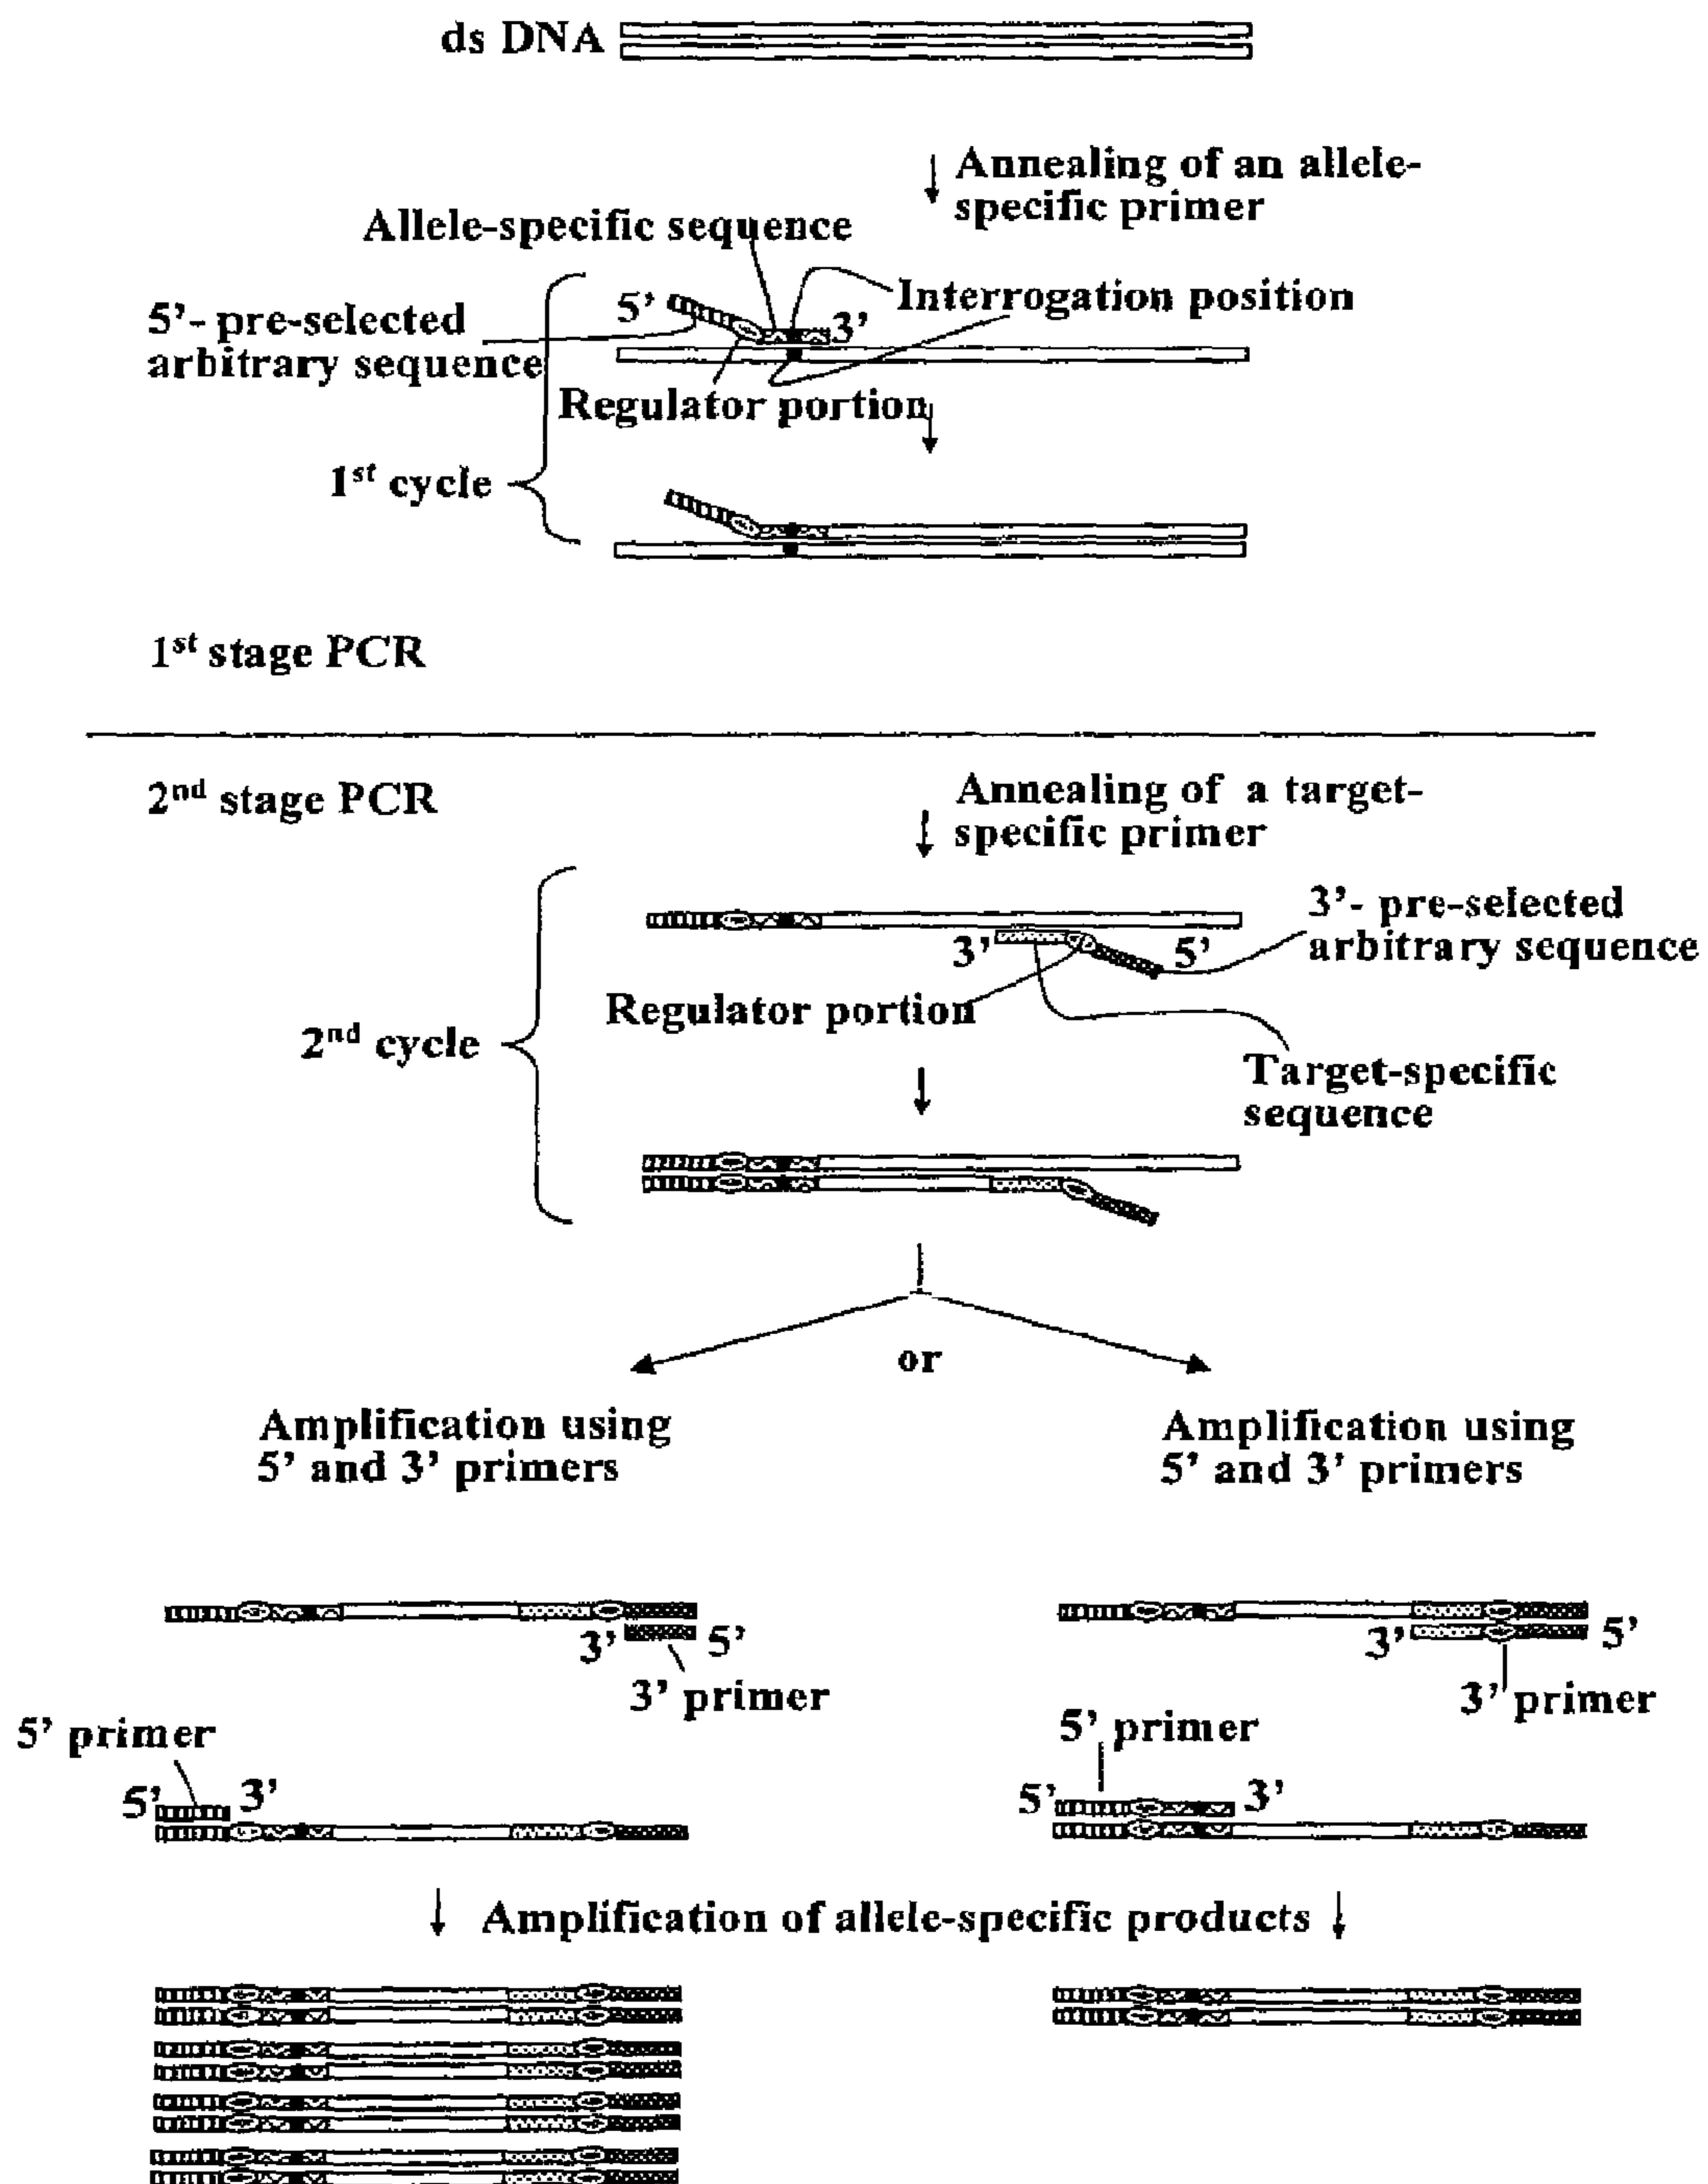 ds DNA
Annealing of an allele-
specific primer
Allele-specific sequence
5’- pre-selected
arbitrary sequence
5’
3’
Interrogation position
Regulator portion
1st cycle
1st stage PCR
2nd stage PCR
Annealing of a target-
specific primer
3’- pre-selected
arbitrary sequence
3’
5’
Regulator portion
2nd cycle
Target-specific
sequence
or
Amplification using
5’ and 3’ primers
Amplification using
5’ and 3’ primers
3’
5’
3’ primer
5’ primer
5’
3’
3’
5’
3’ primer
5’ primer
5’
3’
Amplification of allele-specific products